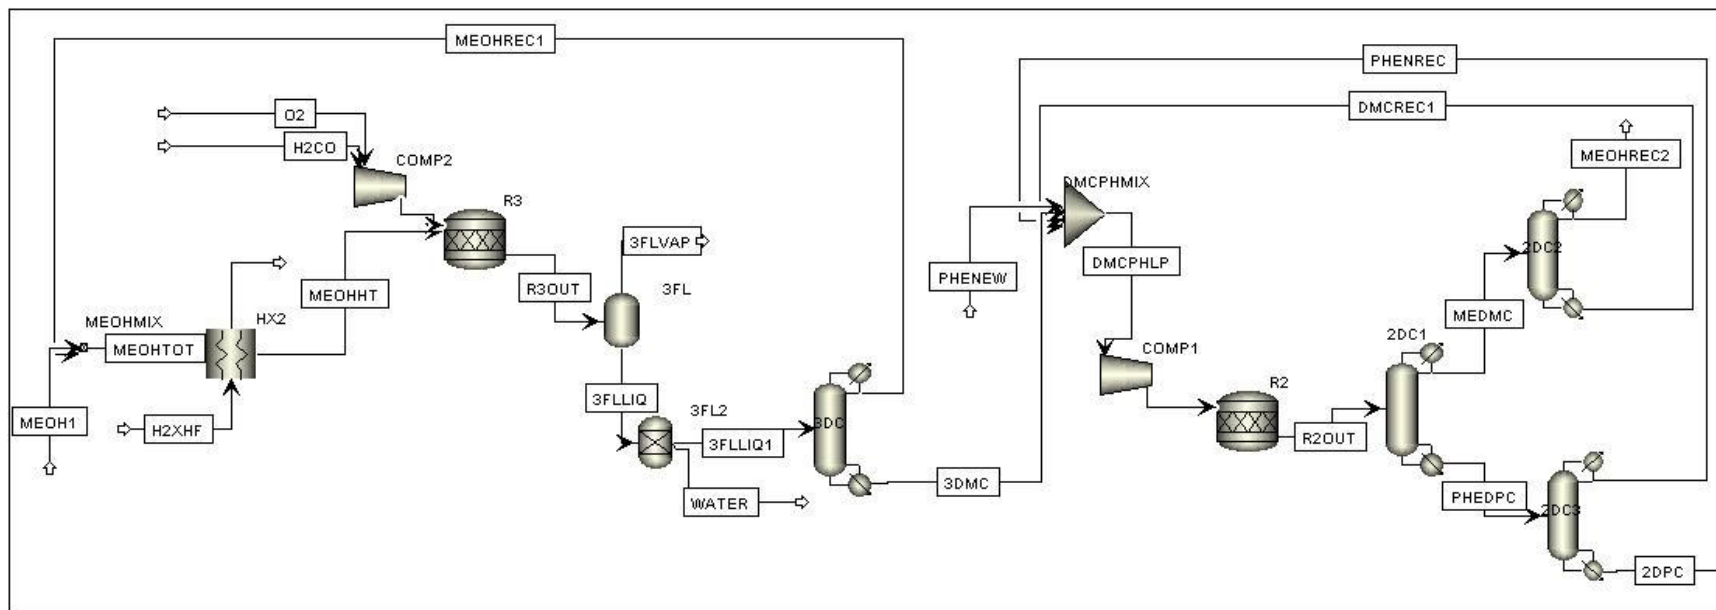 MEOHREC1
PHENREC
DMCREC1
O2
H2CO
COMP2
MEOHREC2
DMCPHMIX
R3
3FLVAP
2DC2
DMCPHLP
PHENEW
R3OUT
3FL
MEOHHT
MEDMC
MEOHMIX
HX2
MEOHTOT
2DC1
COMP1
R2
3FLLIQ
3FL2
MEOH1
H2XHF
3FLLIQ1
3DC
R2OUT
3DMC
PHEDPC
WATER
2DC3
2DPC